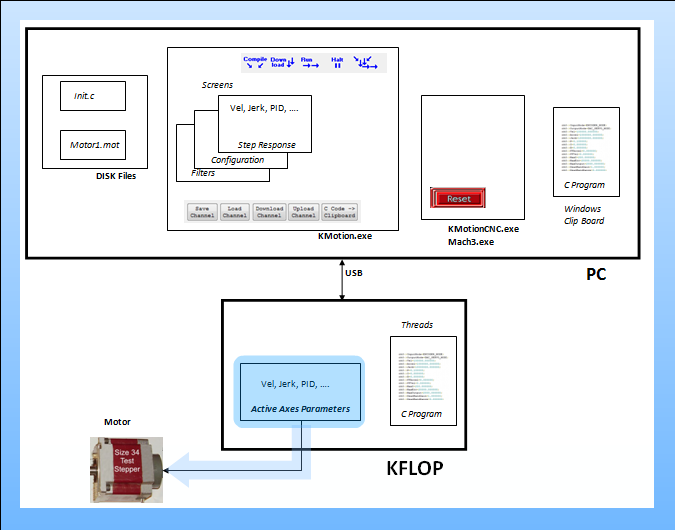 Compile
Down
load
Run
Halt
Screens
Init.c
Vel, Jerk, PID, ....
Motor1.mat
Step Response
Configuration
Filters
DISK Files
Save
Channel
Load
Channel
Download
Channel
Upload
Channel
C Code ->
Clipboard
KMotion.exe
Reset
KMotionCNC.exe
Mach3.exe
C Program
Windows
Clip Board
PC
USB
Threads
Vel, Jerk, PID, ....
Active Axes Parameters
C Program
KFLOP
Motor
Size 34
Test
Stepper